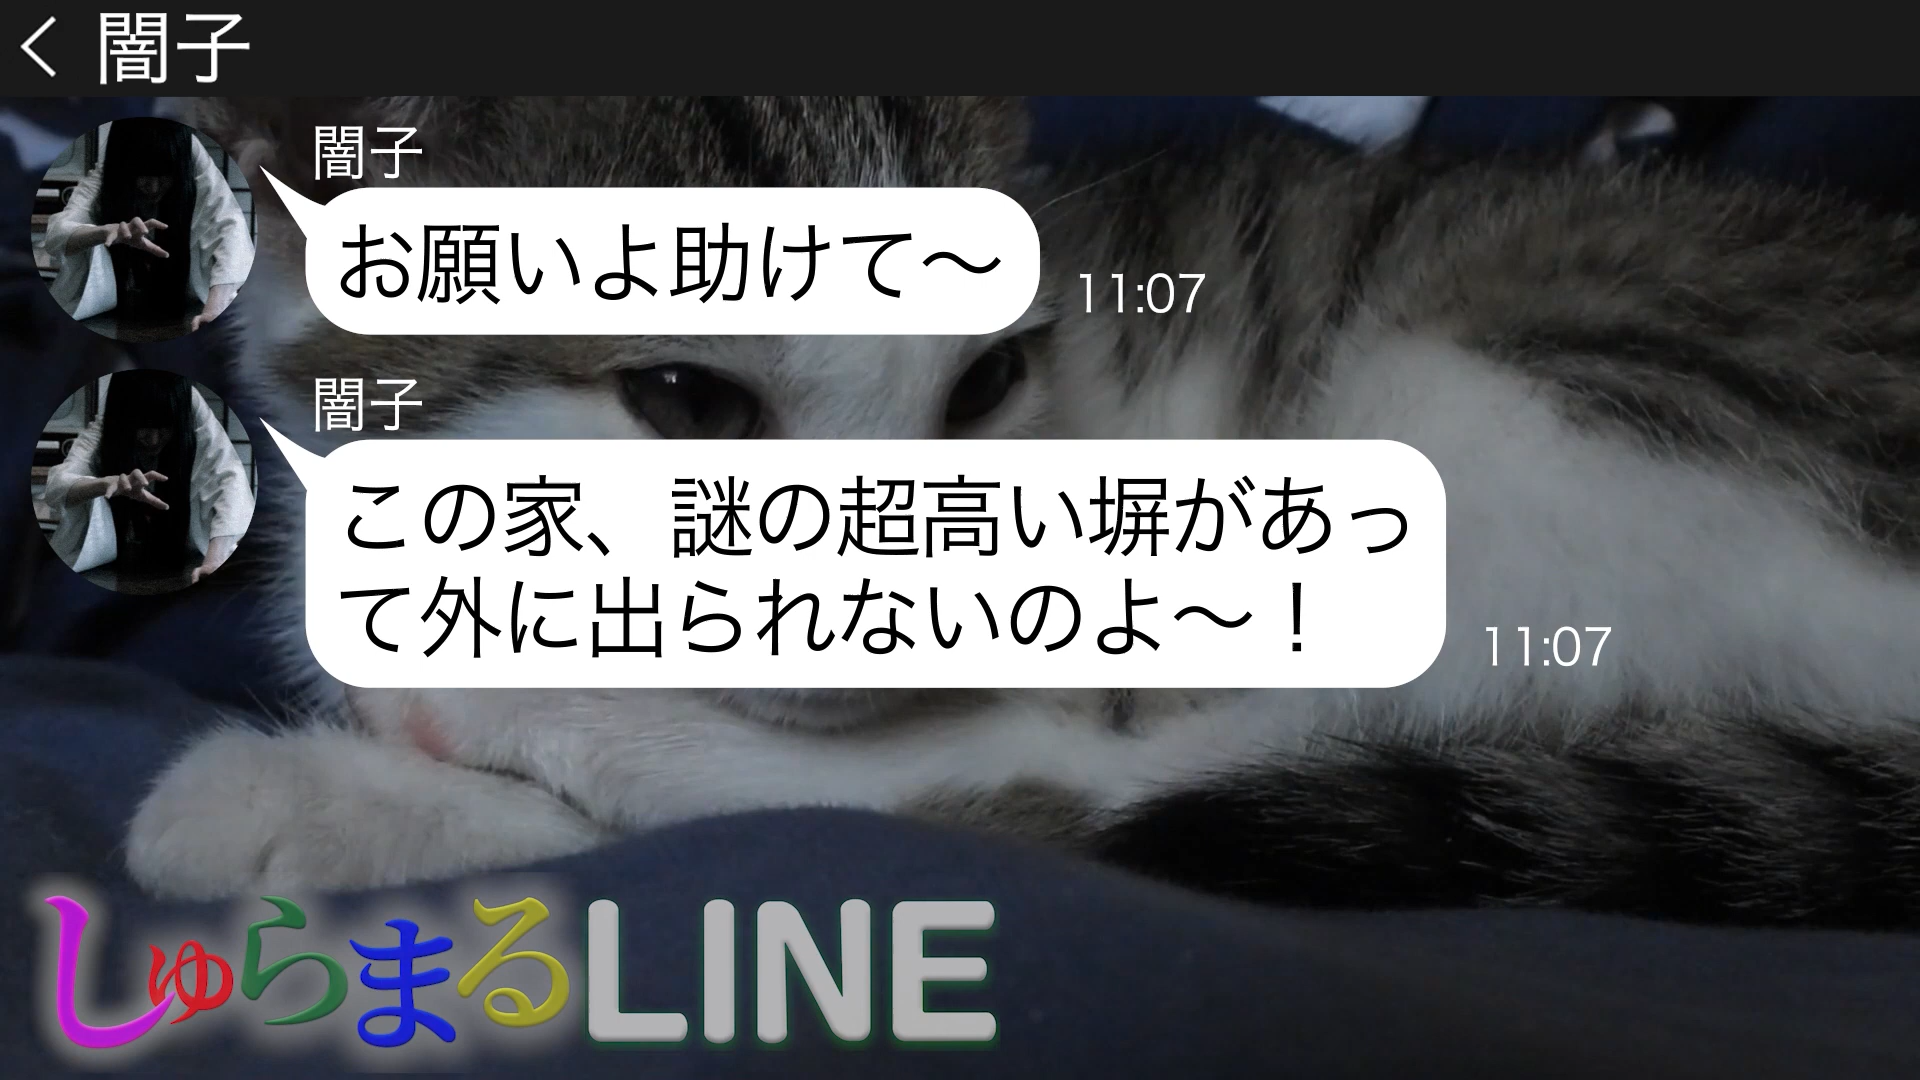 闇子
闇子
お願いよ助けて〜
11:07
闇子
この家、謎の超高い塀があっ
て外に出られないのよ〜！
11:07
しゅらまるLINE